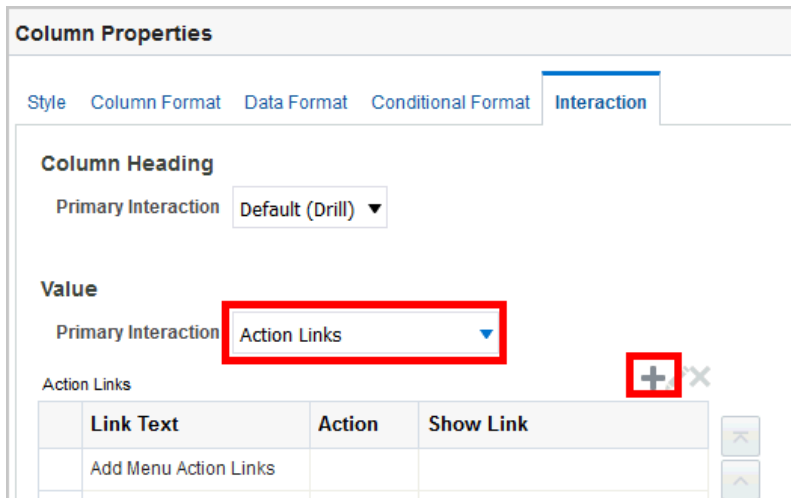 Column Properties
Style Column Format Data Format Conditional Format Interaction
Column Heading
Primary Interaction Default (Drill)
Value
Primary Interaction Action Links
Action Links
Link Text Action Show Link
Add Menu Action Links